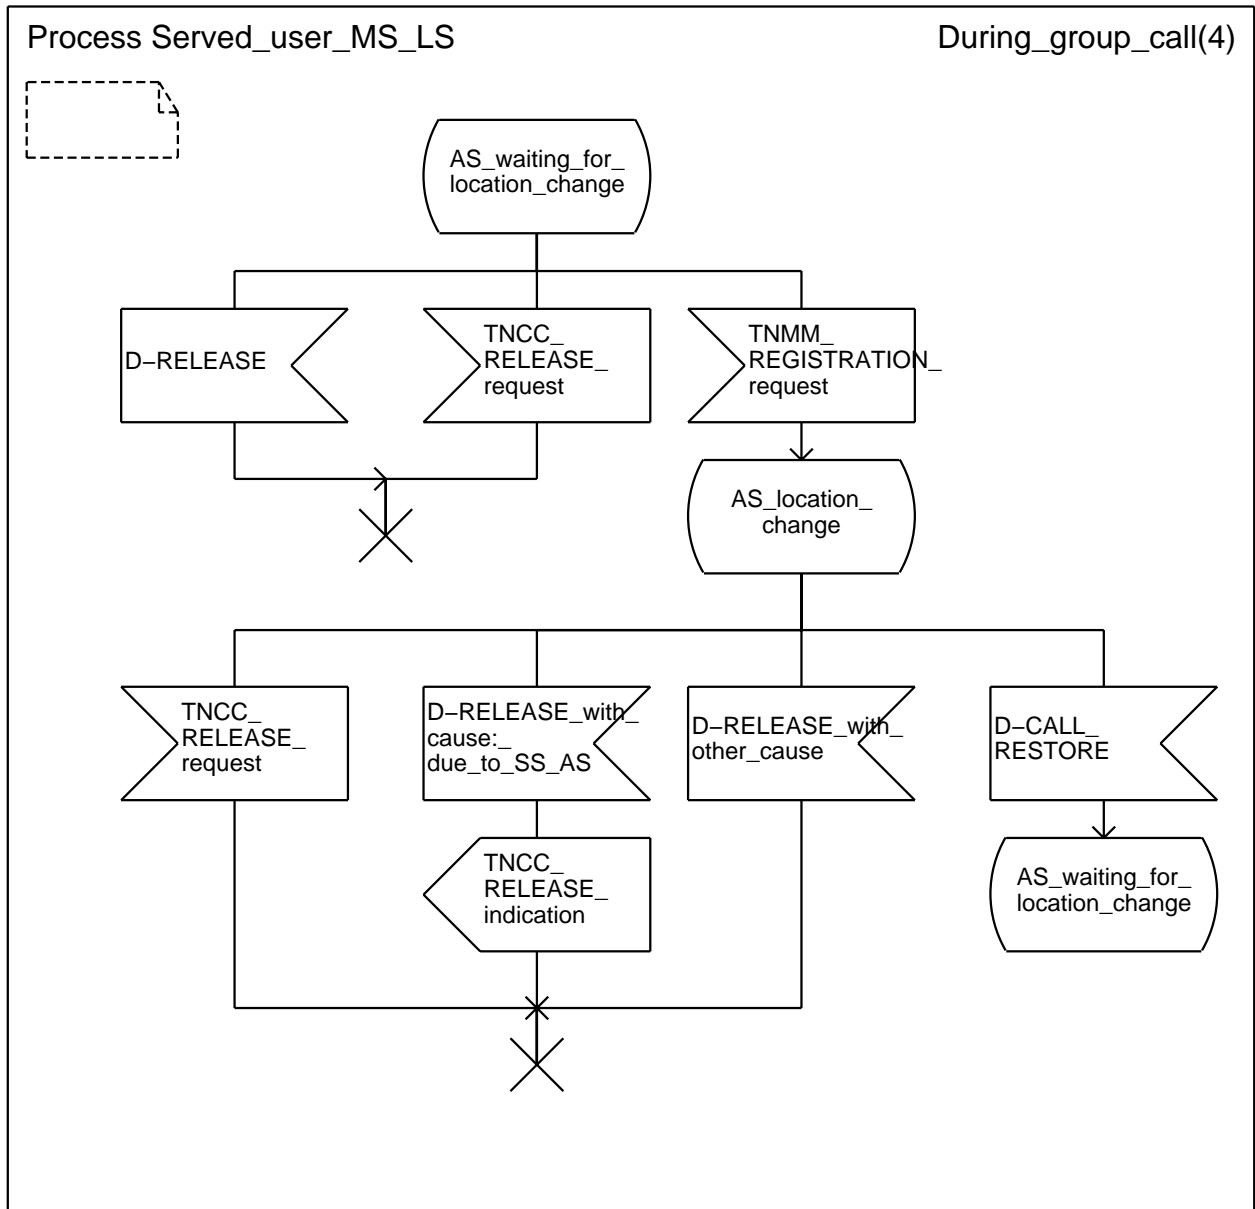 Process Served_user_MS_LS
During_group_call(4)
AS_waiting_for_
location_change
D–RELEASE
TNCC_
RELEASE_
request
TNMM_
REGISTRATION_
request
AS_location_
change
TNCC_
RELEASE_
request
D–RELEASE_with_
cause:_
due_to_SS_AS
D–RELEASE_with_
other_cause
D–CALL_
RESTORE
TNCC_
RELEASE_
indication
AS_waiting_for_
location_change